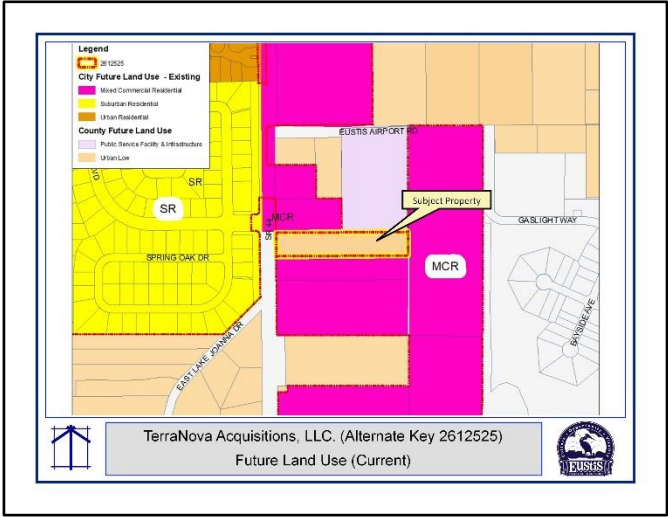 Legend
2612525
City Future Land Use - Existing
Mixed Commercial Residential
Suburban Residential
Urban Residential
County Future Land Use
Public Service Facility & Infrastructure
Urban Low
EUSTIS AIRPORT RD
SR
SR
MCR
SR 44
Subject Property
GASLIGHT WAY
SPRING OAK DR
MCR
BAYSIDE AVE
EAST LAKE JOANNA DR
TerraNova Acquisitions, LLC. (Alternate Key 2612525)
Future Land Use (Current)
EUSTIS